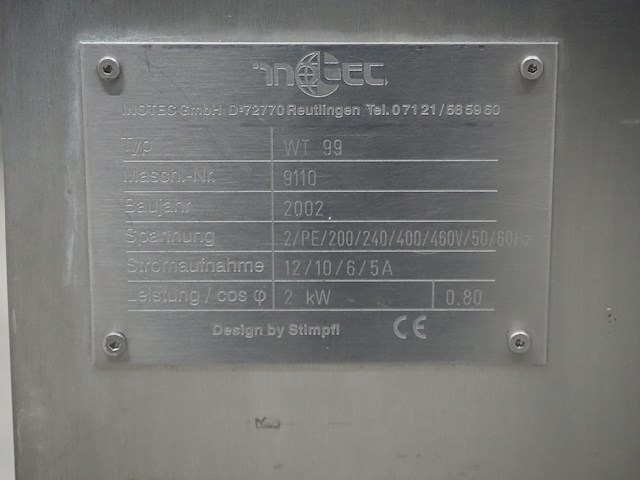 inotec
INOTEC GmbH D-72770 Reutlingen Tel. 0 71 21 / 58 59 60
Typ WT 99
Masch.-Nr. 9110
Baujahr 2002
Spannung 2/PE/200/240/400/460V/50/60Hz
Stromaufnahme 12/10/6/5A
Leistung / cos φ 2 kW 0.80
Design by Stimpfl CE